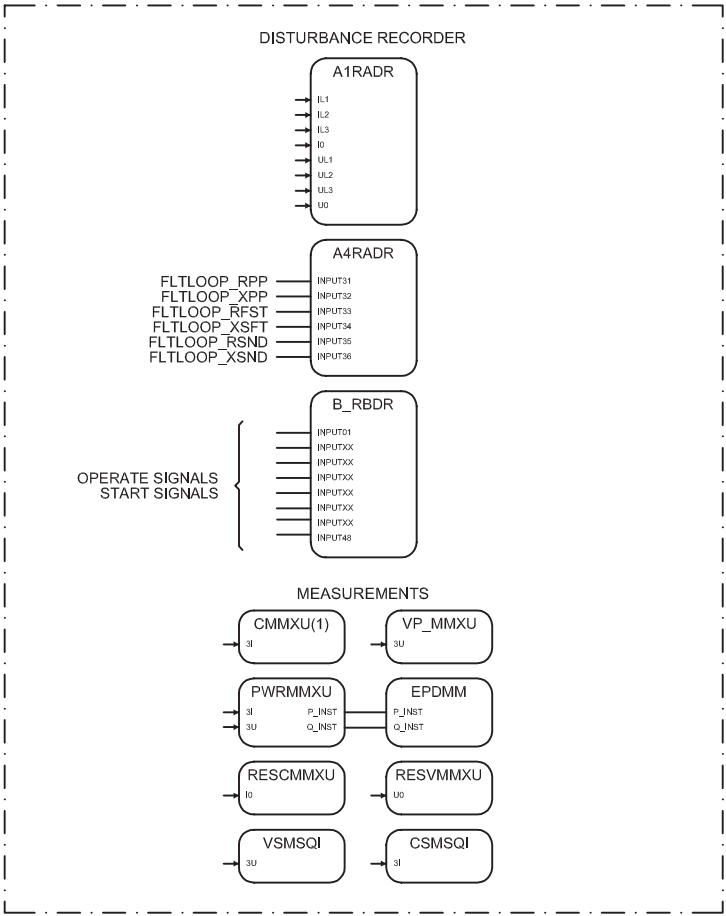 DISTURBANCE RECORDER
A1RADR
IL1
IL2
IL3
I0
UL1
UL2
UL3
U0
A4RADR
FLTLOOP_RPP INPUT31
FLTLOOP_XPP INPUT32
FLTLOOP_RFST INPUT33
FLTLOOP_XSFT INPUT34
FLTLOOP_RSND INPUT35
FLTLOOP_XSND INPUT36
B_RBDR
INPUT01
INPUTXX
INPUTXX
INPUTXX
INPUTXX
INPUTXX
INPUTXX
INPUT48
OPERATE SIGNALS
START SIGNALS
MEASUREMENTS
CMMXU(1)
3I
VP_MMXU
3U
PWRMMXU
3I P_INST
3U Q_INST
EPDMM
P_INST
Q_INST
RESCMMXU
I0
RESVMMXU
U0
VSMSQI
3U
CSMSQI
3I